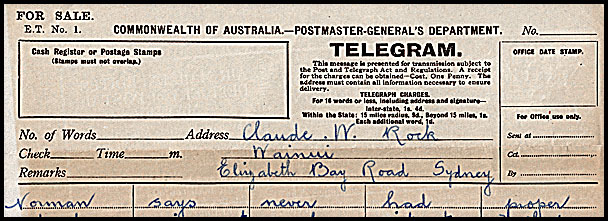 FOR SALE.
E.T. No. 1. COMMONWEALTH OF AUSTRALIA.—POSTMASTER-GENERAL'S DEPARTMENT. No.
Cash Register or Postage Stamps
(Stamps must not overlap.)
TELEGRAM.
This message is presented for transmission subject to
the Post and Telegraph Act and Regulations. A receipt
for the charges can be obtained—Cost, One Penny. The
address must contain all information necessary to ensure
delivery.
TELEGRAPH CHARGES.
For 16 words or less, including address and signature—
Inter-state, 1s. 4d.
Within the State: 15 miles radius, 9d., Beyond 15 miles, 1s.
Each additional word, 1d.
OFFICE DATE STAMP.
For Office use only.
No. of Words Address Claude W. Rock Sent at
Check Time m. Wainui Cct.
Remarks Elizabeth Bay Road Sydney By
Norman says never had proper